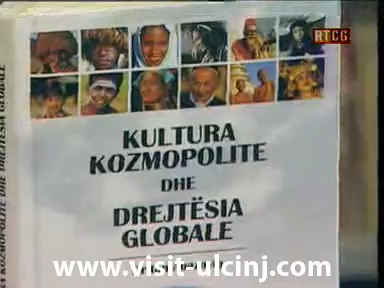 RTCG
KULTURA
KOZMOPOLITE
DHE
DREJTËSIA
GLOBALE
KOZMOPOLITE DHE DREJTËSIA GLOBALE
www.visit-ulcinj.com